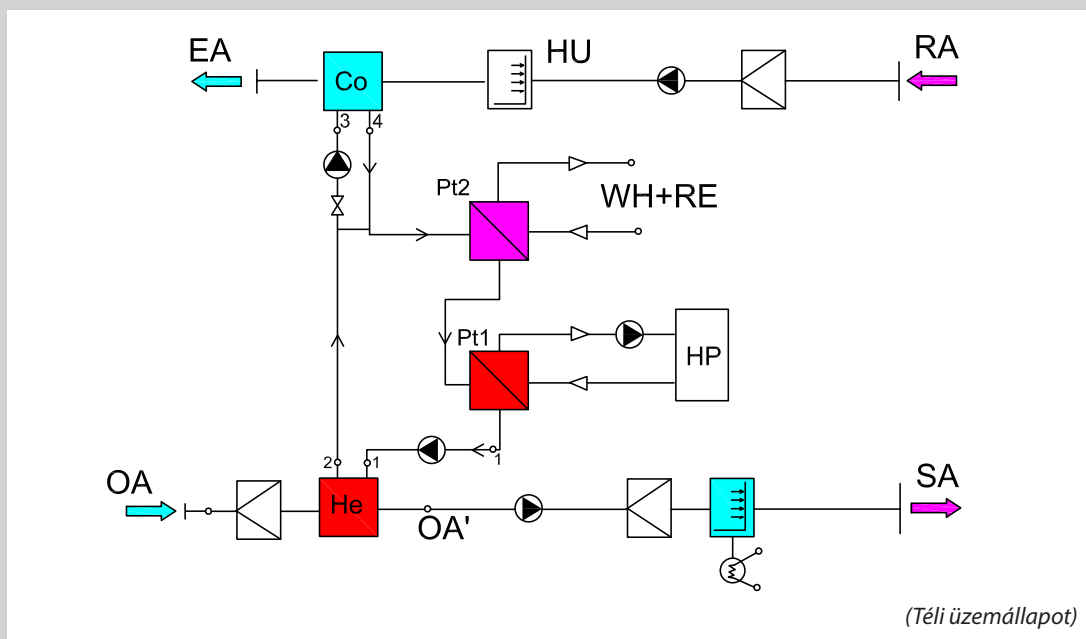 EA
HU
RA
Co
3 4
Pt2
WH+RE
Pt1
HP
2 1 1
OA
He
OA'
SA
(Téli üzemállapot)